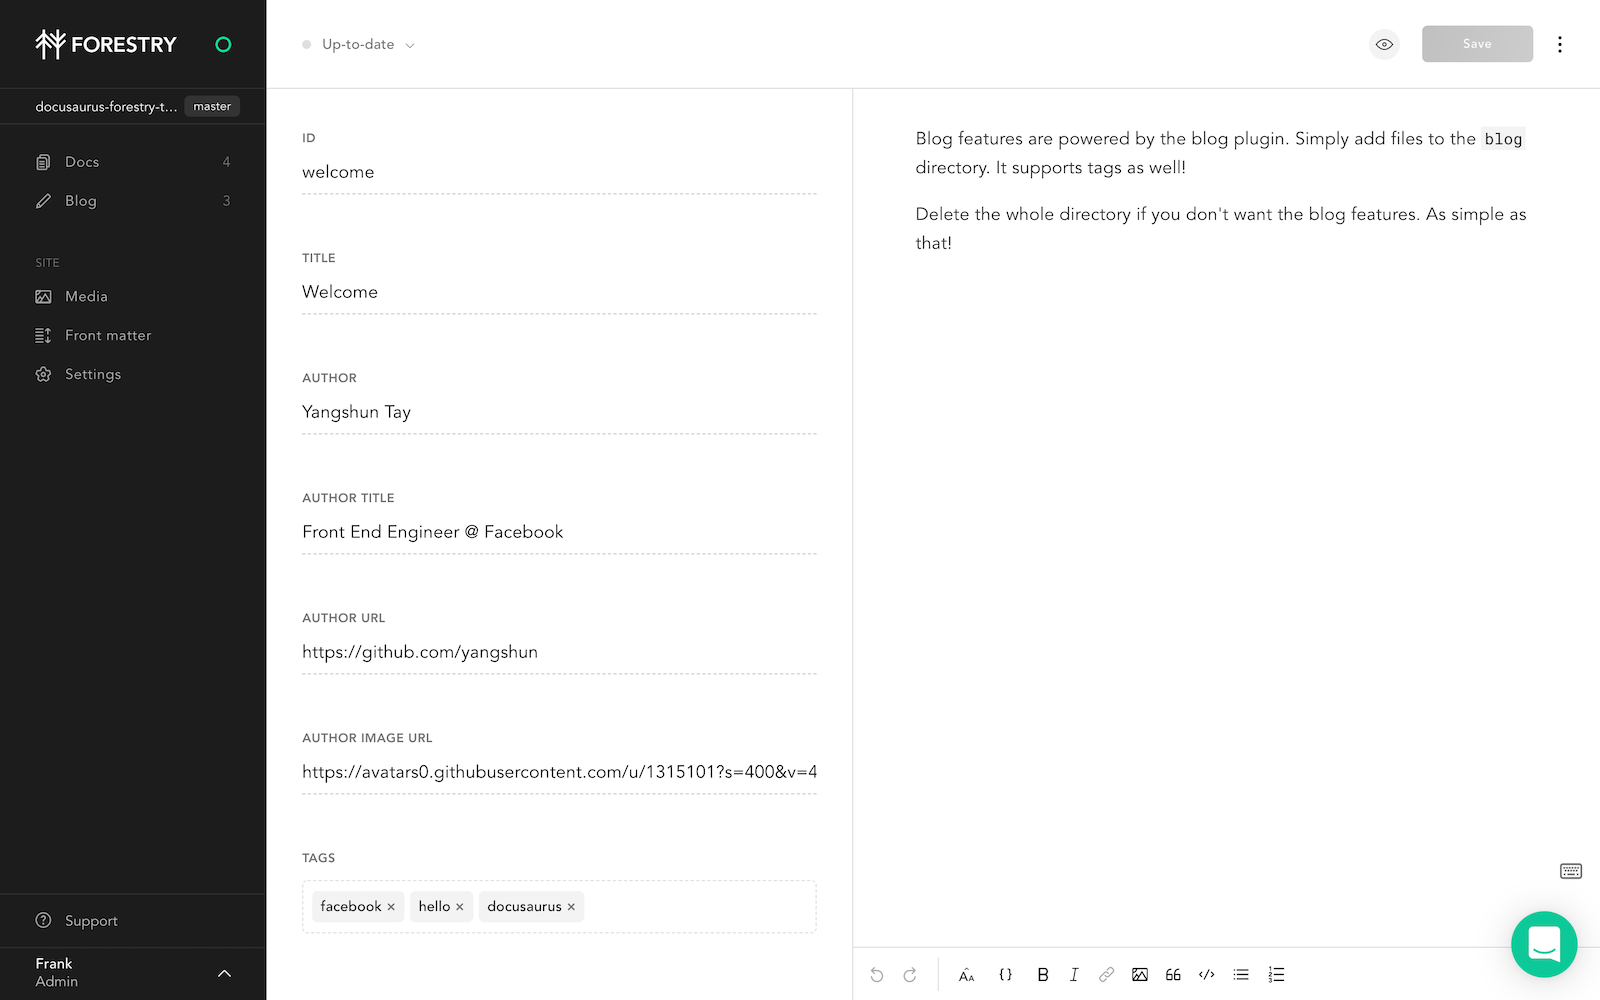 FORESTRY
docusaurus-forestry-t... master
Docs 4
Blog 3
SITE
Media
Front matter
Settings
Support
Frank
Admin
Up-to-date
Save
ID
welcome
TITLE
Welcome
AUTHOR
Yangshun Tay
AUTHOR TITLE
Front End Engineer @ Facebook
AUTHOR URL
https://github.com/yangshun
AUTHOR IMAGE URL
https://avatars0.githubusercontent.com/u/1315101?s=400&v=4
TAGS
facebook × hello × docusaurus ×
Blog features are powered by the blog plugin. Simply add files to the blog
directory. It supports tags as well!
Delete the whole directory if you don't want the blog features. As simple as
that!